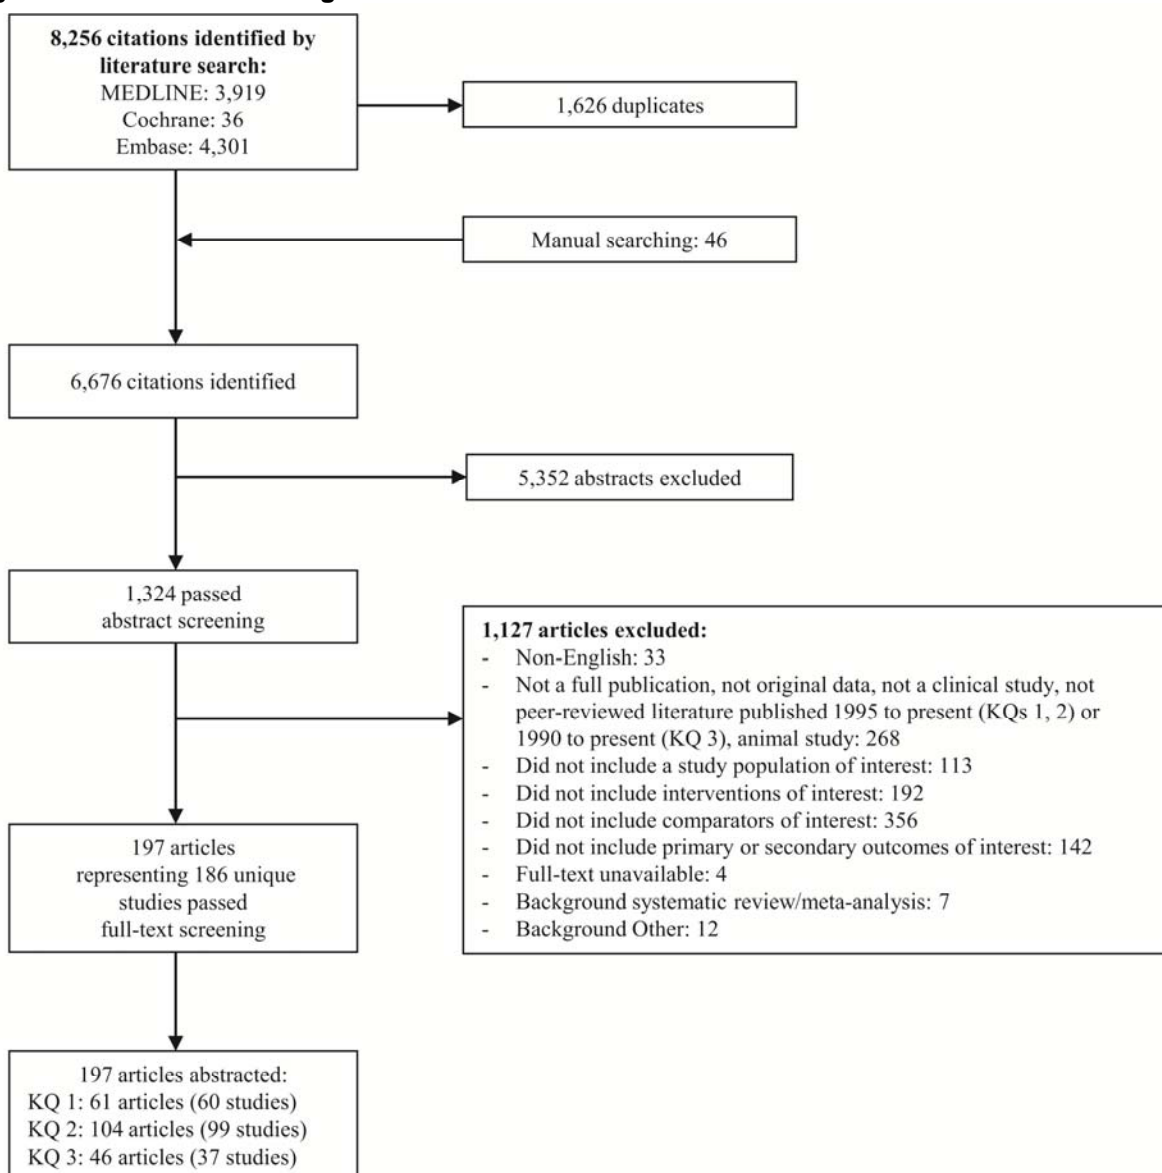 8,256 citations identified by
literature search:
MEDLINE: 3,919
Cochrane: 36
Embase: 4,301
1,626 duplicates
Manual searching: 46
6,676 citations identified
5,352 abstracts excluded
1,324 passed
abstract screening
1,127 articles excluded:
- Non-English: 33
- Not a full publication, not original data, not a clinical study, not
peer-reviewed literature published 1995 to present (KQs 1, 2) or
1990 to present (KQ 3), animal study: 268
- Did not include a study population of interest: 113
- Did not include interventions of interest: 192
- Did not include comparators of interest: 356
- Did not include primary or secondary outcomes of interest: 142
- Full-text unavailable: 4
- Background systematic review/meta-analysis: 7
- Background Other: 12
197 articles
representing 186 unique
studies passed
full-text screening
197 articles abstracted:
KQ 1: 61 articles (60 studies)
KQ 2: 104 articles (99 studies)
KQ 3: 46 articles (37 studies)